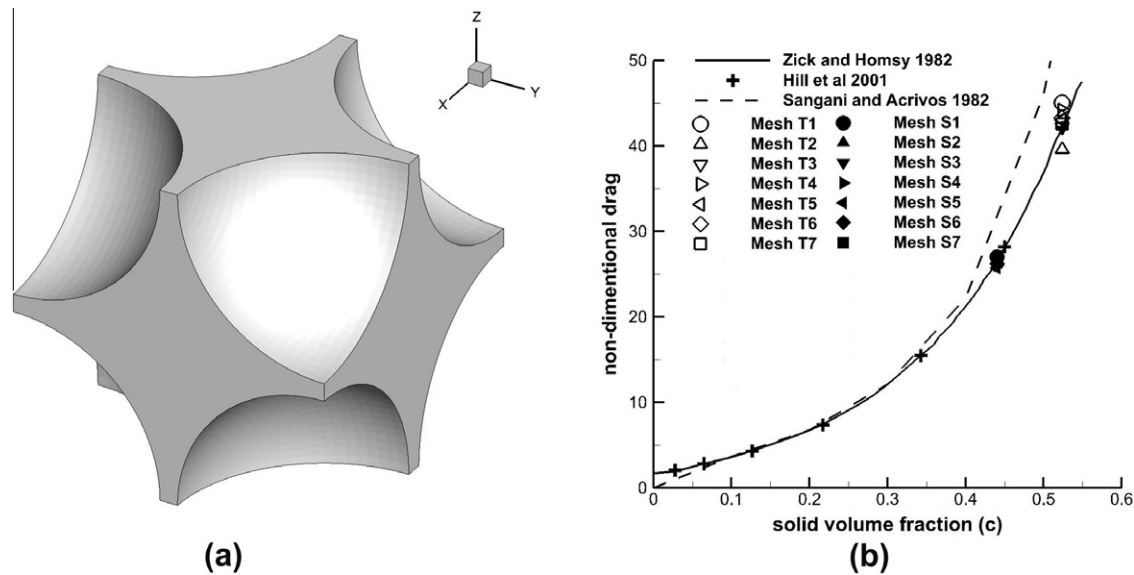 Z
X
Y
(a)
50
40
30
20
10
0
non-dimentional drag
Zick and Homsy 1982
Hill et al 2001
Sangani and Acrivos 1982
Mesh T1 Mesh S1
Mesh T2 Mesh S2
Mesh T3 Mesh S3
Mesh T4 Mesh S4
Mesh T5 Mesh S5
Mesh T6 Mesh S6
Mesh T7 Mesh S7
0 0.1 0.2 0.3 0.4 0.5 0.6
solid volume fraction (c)
(b)